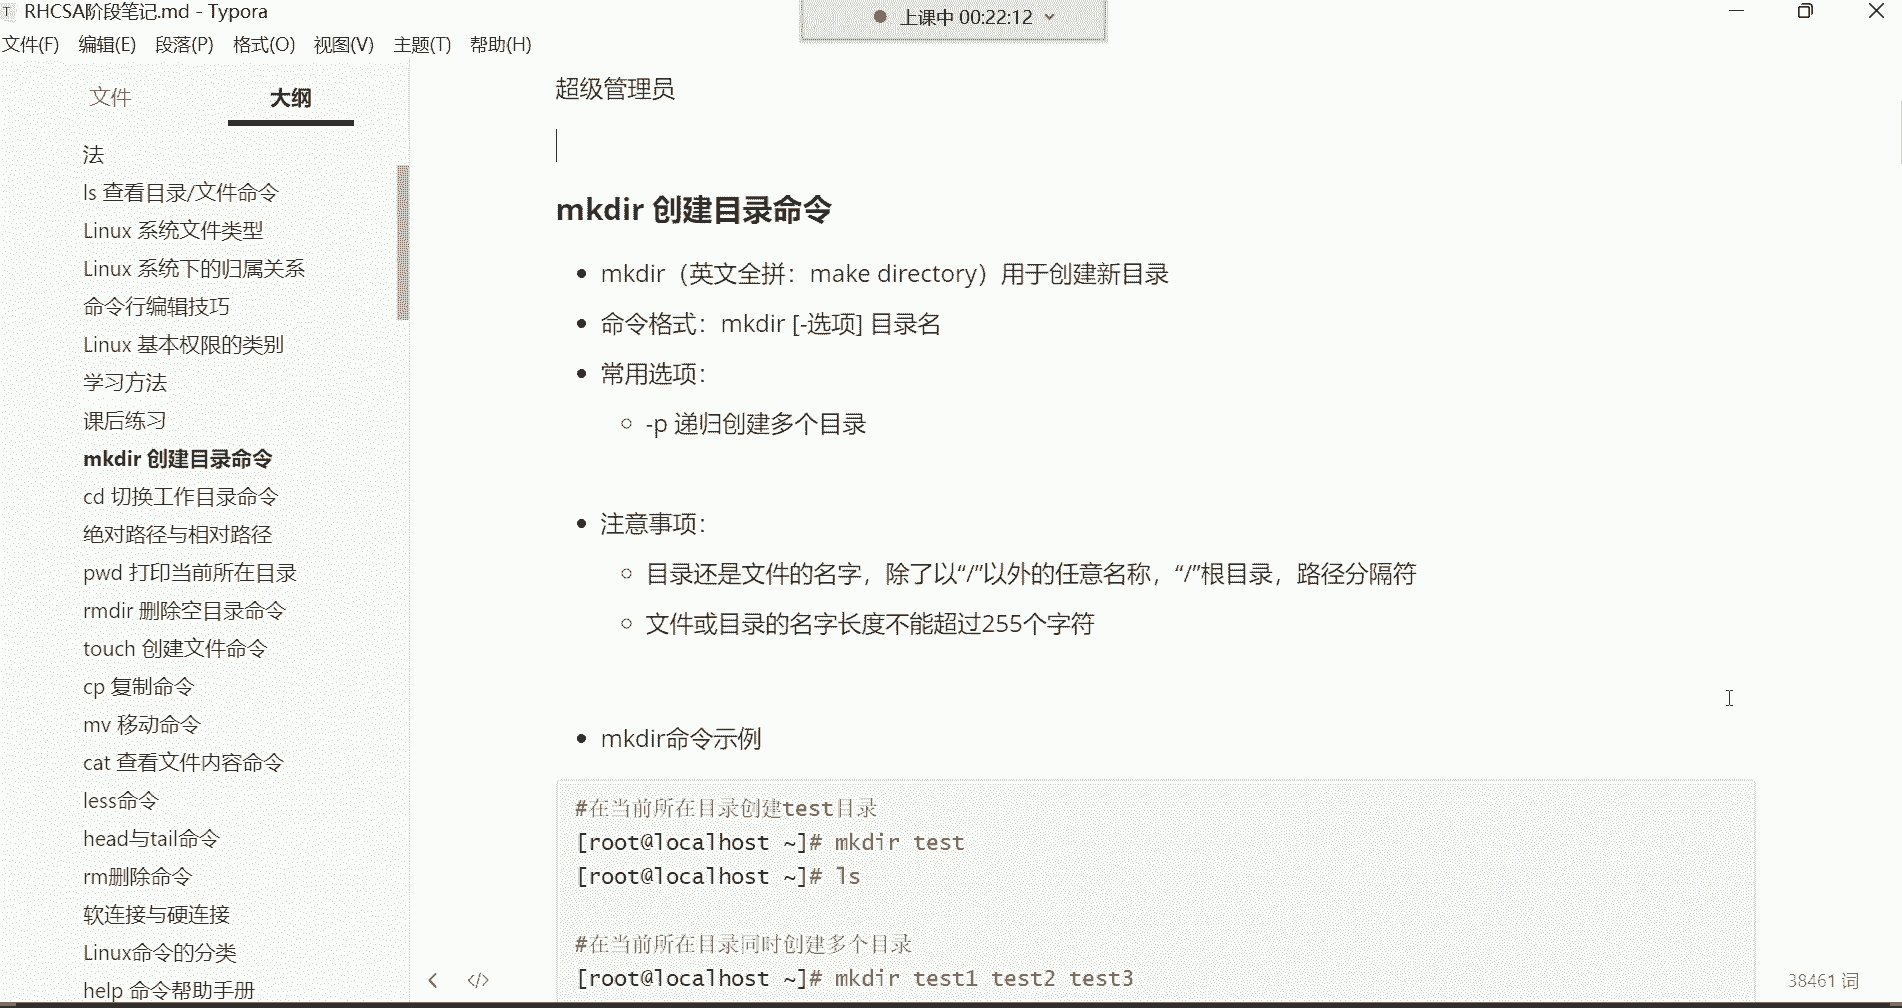 RHCSA阶段笔记.md - Typora
上课中 00:22:12
文件(F) 编辑(E) 段落(P) 格式(O) 视图(V) 主题(T) 帮助(H)
文件 大纲
法
ls 查看目录/文件命令
Linux 系统文件类型
Linux 系统下的归属关系
命令行编辑技巧
Linux 基本权限的类别
学习方法
课后练习
mkdir 创建目录命令
cd 切换工作目录命令
绝对路径与相对路径
pwd 打印当前所在目录
rmdir 删除空目录命令
touch 创建文件命令
cp 复制命令
mv 移动命令
cat 查看文件内容命令
less命令
head与tail命令
rm删除命令
软连接与硬连接
Linux命令的分类
help 命令帮助手册
超级管理员
mkdir 创建目录命令
mkdir（英文全拼：make directory）用于创建新目录
命令格式：mkdir [-选项] 目录名
常用选项：
-p 递归创建多个目录
注意事项：
目录还是文件的名字，除了以“/”以外的任意名称，“/”根目录，路径分隔符
文件或目录的名字长度不能超过255个字符
mkdir命令示例
#在当前所在目录创建test目录
[root@localhost ~]# mkdir test
[root@localhost ~]# ls
#在当前所在目录同时创建多个目录
[root@localhost ~]# mkdir test1 test2 test3
38461 词